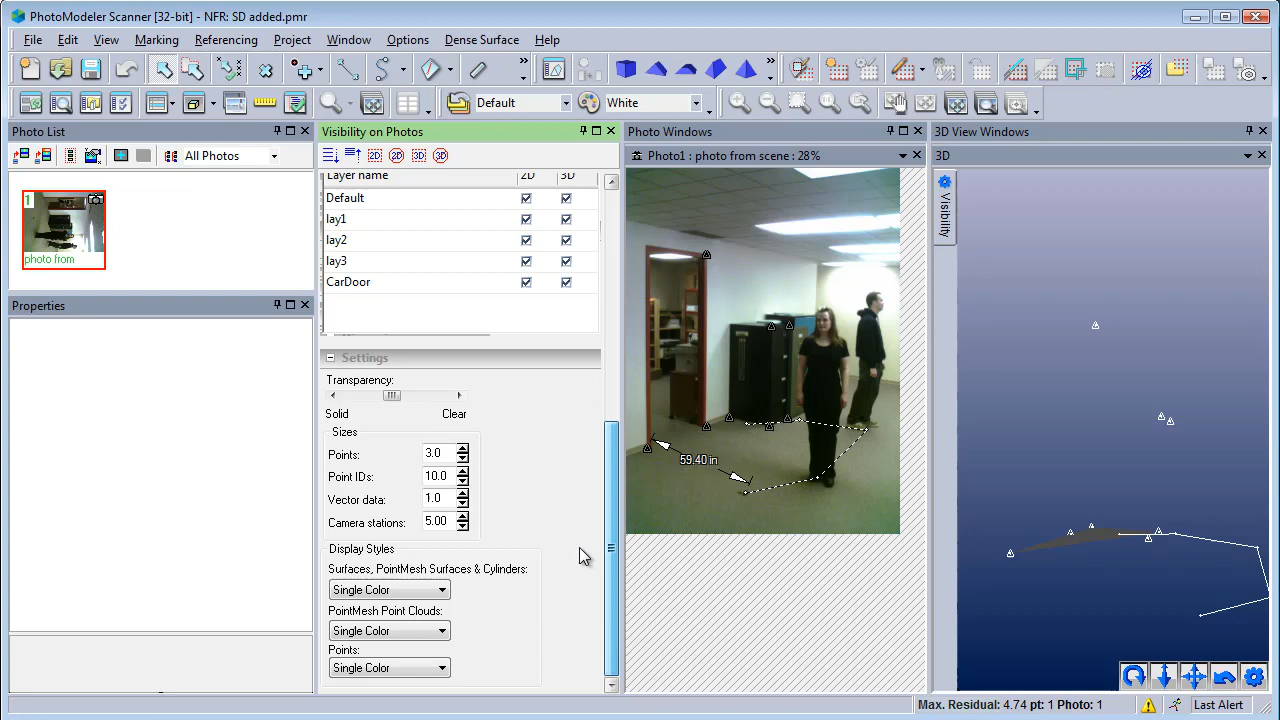 PhotoModeler Scanner [32-bit] - NFR: SD added.pmr
File Edit View Marking Referencing Project Window Options Dense Surface Help
Default White
Photo List
Visibility on Photos
Photo Windows
3D View Windows
All Photos
2D 2D 3D 3D
Photo1 : photo from scene : 28%
3D
1
photo from
Layer name 2D 3D
Default
lay1
lay2
lay3
CarDoor
Visibility
Properties
Settings
Transparency:
Solid Clear
Sizes
Points: 3.0
Point IDs: 10.0
Vector data: 1.0
Camera stations: 5.00
Display Styles
Surfaces, PointMesh Surfaces & Cylinders:
Single Color
PointMesh Point Clouds:
Single Color
Points:
Single Color
59.40 in
Max. Residual: 4.74 pt: 1 Photo: 1
Last Alert